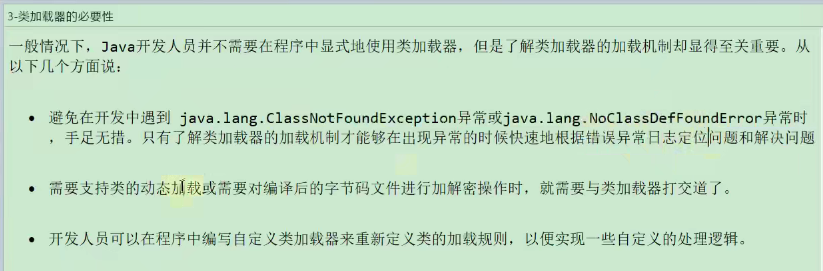 3-类加载器的必要性
一般情况下，Java开发人员并不需要在程序中显式地使用类加载器，但是了解类加载器的加载机制却显得至关重要。从
以下几个方面说：
• 避免在开发中遇到 java.lang.ClassNotFoundException异常或java.lang.NoClassDefFoundError异常时
，手足无措。只有了解类加载器的加载机制才能够在出现异常的时候快速地根据错误异常日志定位问题和解决问题
• 需要支持类的动态加载或需要对编译后的字节码文件进行加解密操作时，就需要与类加载器打交道了。
• 开发人员可以在程序中编写自定义类加载器来重新定义类的加载规则，以便实现一些自定义的处理逻辑。